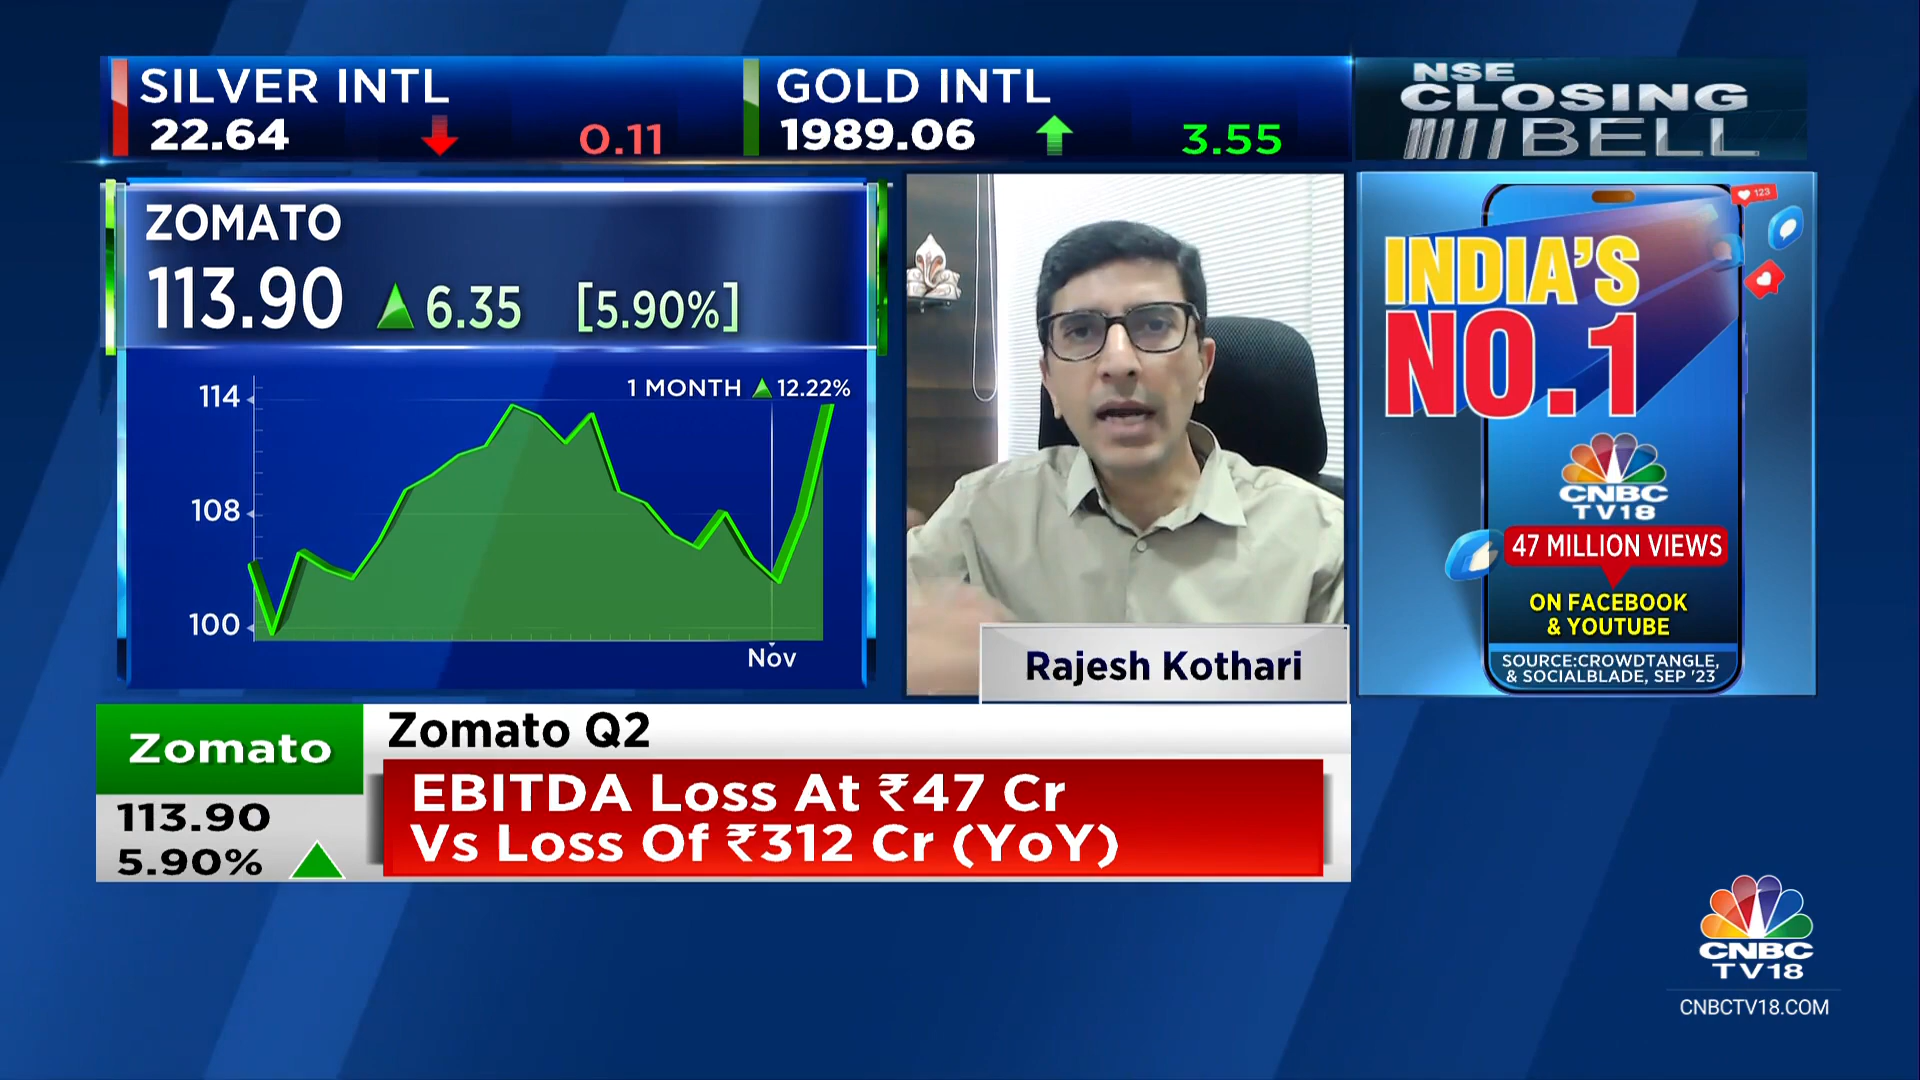 SILVER INTL
22.64 0.11
GOLD INTL
1989.06 3.55
NSE
CLOSING
BELL
ZOMATO
113.90 ▲ 6.35 [5.90%]
1 MONTH ▲ 12.22%
114
108
100
Nov
Rajesh Kothari
123
INDIA'S
NO.1
CNBC
TV18
47 MILLION VIEWS
ON FACEBOOK
& YOUTUBE
SOURCE:CROWDTANGLE,
& SOCIALBLADE, SEP '23
Zomato
113.90
5.90%
Zomato Q2
EBITDA Loss At ₹47 Cr
Vs Loss Of ₹312 Cr (YoY)
CNBC
TV18
CNBCTV18.COM